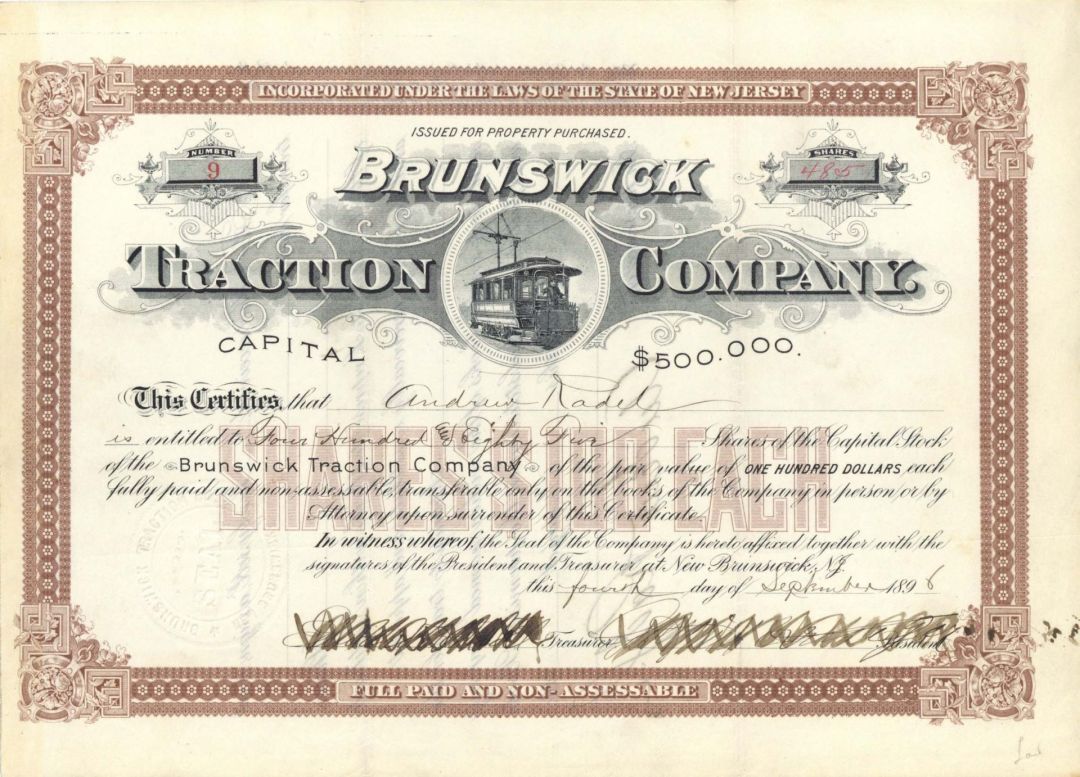 INCORPORATED UNDER THE LAWS OF THE STATE OF NEW JERSEY
ISSUED FOR PROPERTY PURCHASED.
NUMBER
9
SHARES
485
BRUNSWICK
TRACTION COMPANY.
CAPITAL $500.000.
This Certifies, that Andrew Radel
is entitled to Four Hundred and Eighty Five Shares of the Capital Stock
of the Brunswick Traction Company of the par value of ONE HUNDRED DOLLARS each
fully paid and non-assessable, transferable only on the books of the Company in person or by
Attorney upon surrender of this Certificate.
SHARES $100 EACH
In witness whereof, the Seal of the Company is hereto affixed together with the
signatures of the President and Treasurer at New Brunswick, N.J.
this fourth day of September 1896
Treasurer President
SEAL
FULL PAID AND NON-ASSESSABLE